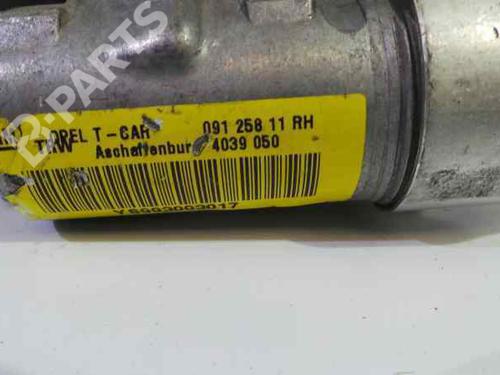 OPEL T-CAR 091 258 11 RH
TRW Aschaffenburg 4039 050
B-PARTS